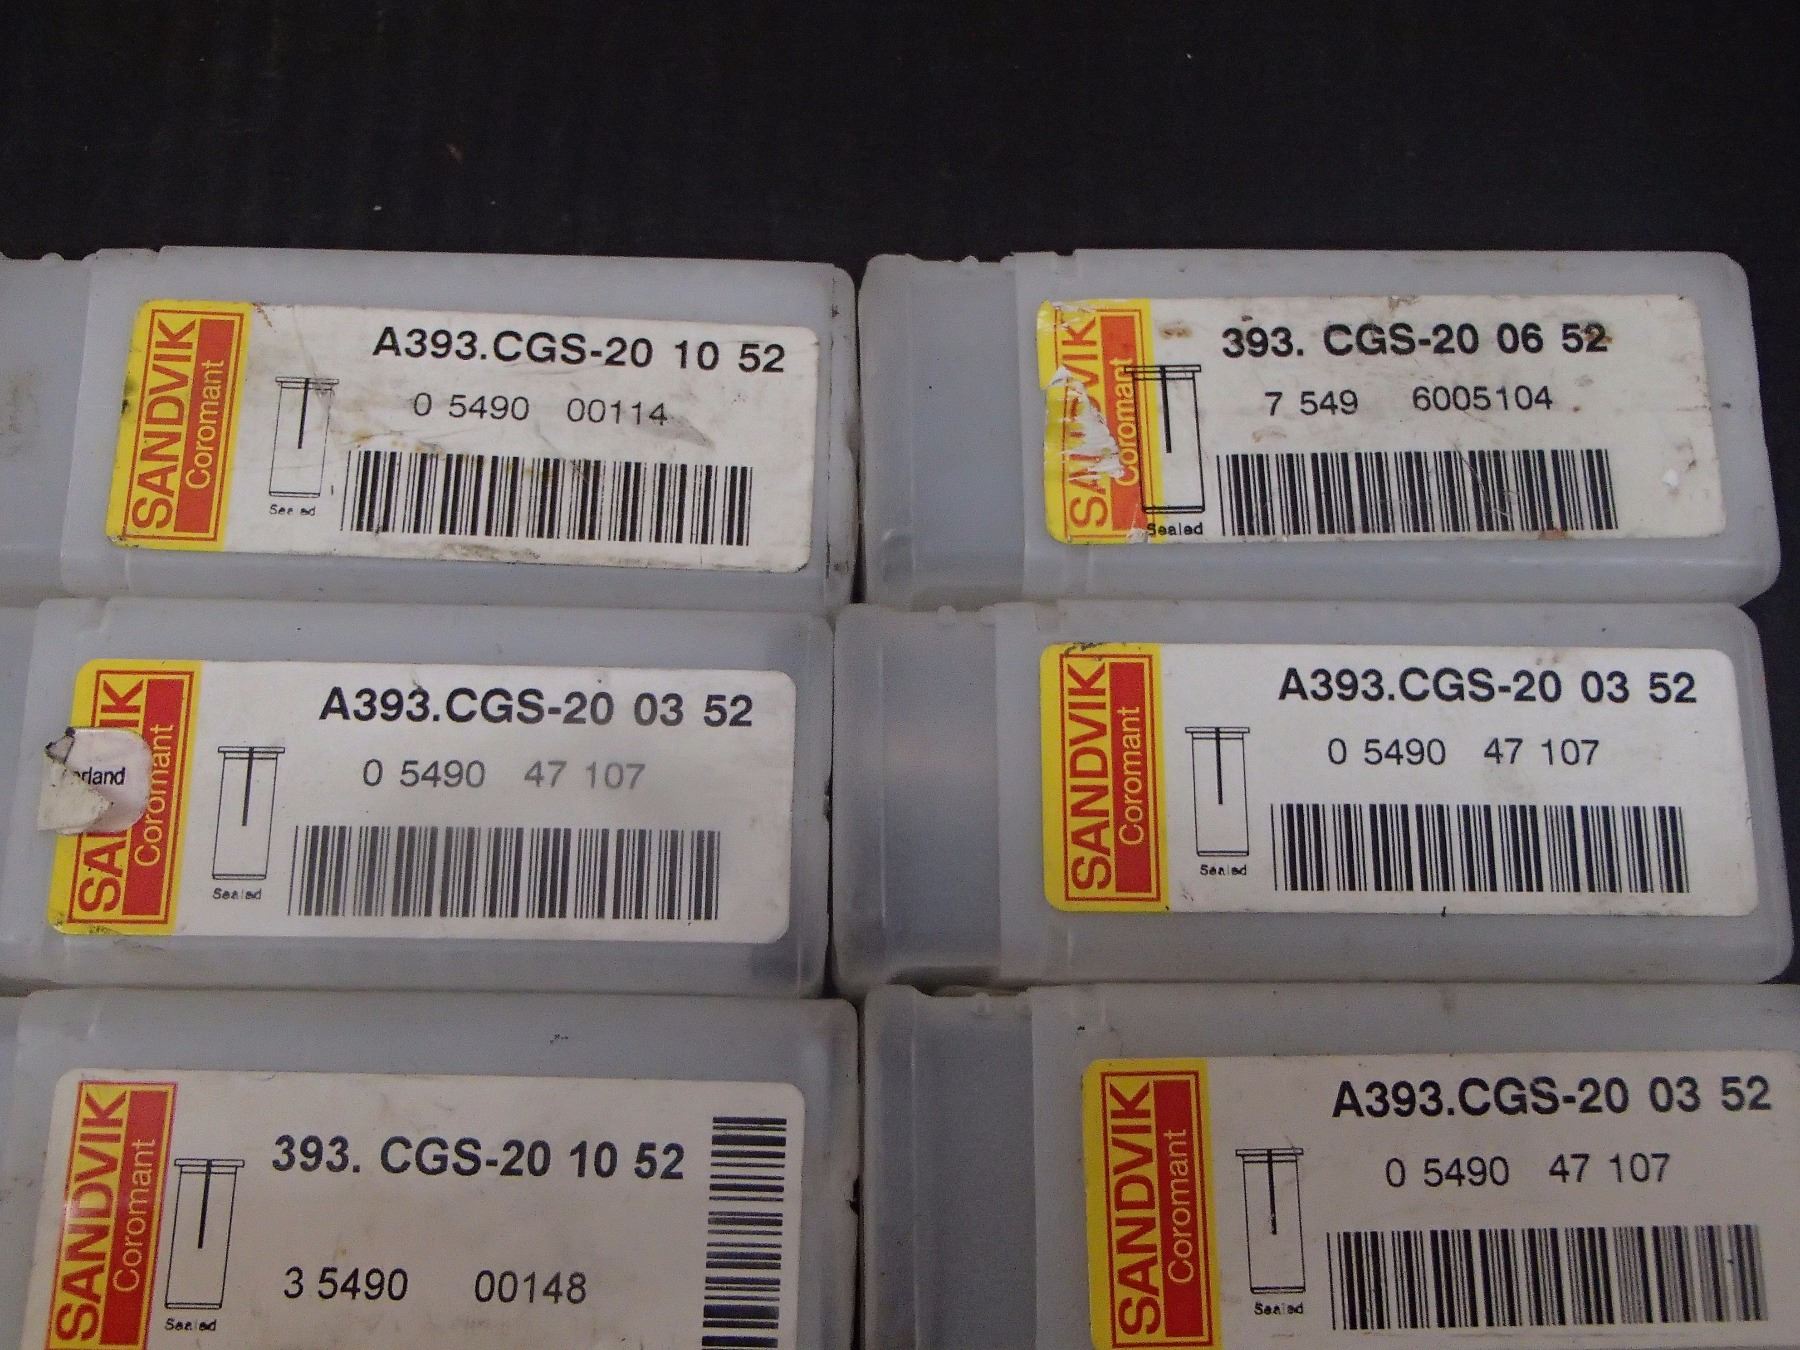 SANDVIK
Coromant
A393.CGS-20 10 52
0 5490 00114
Sealed
SANDVIK
Coromant
393. CGS-20 06 52
7 549 6005104
Sealed
Coromant
A393.CGS-20 03 52
0 5490 47 107
Sealed
SANDVIK
Coromant
A393.CGS-20 03 52
0 5490 47 107
Sealed
SANDVIK
Coromant
393. CGS-20 10 52
3 5490 00148
Sealed
SANDVIK
Coromant
A393.CGS-20 03 52
0 5490 47 107
Sealed